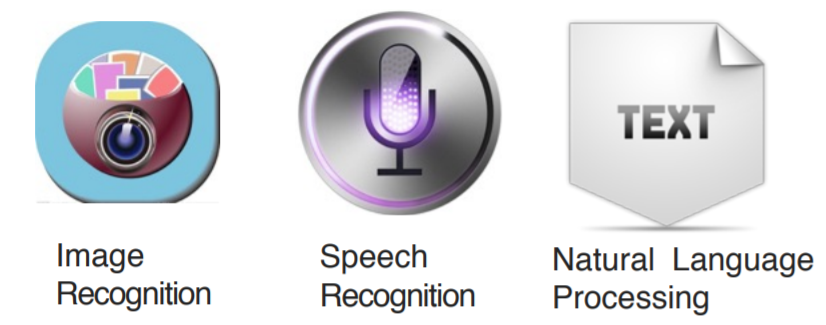 TEXT
Image
Recognition
Speech
Recognition
Natural Language
Processing